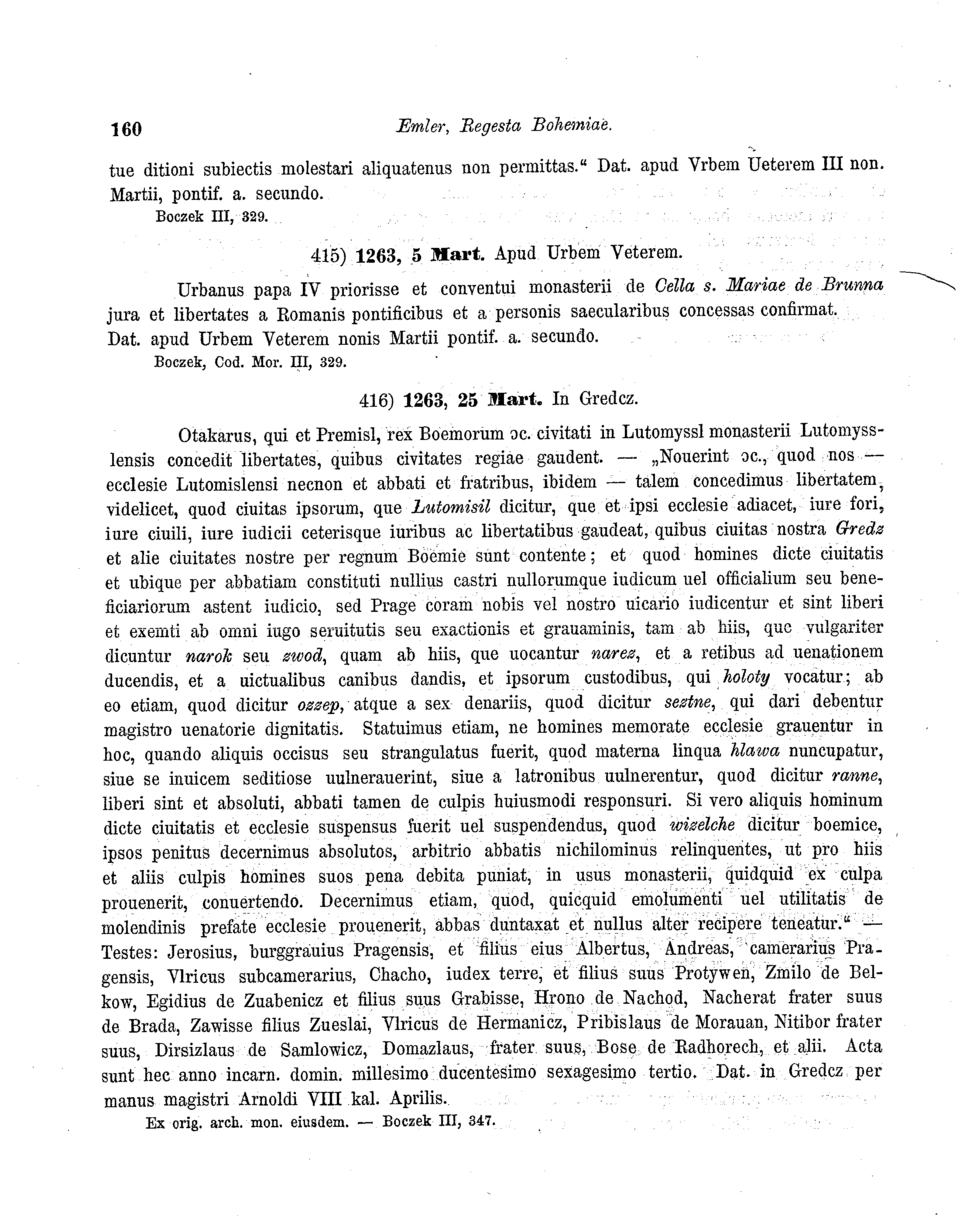 160
Emler, Regesta Bohemiae.
tue ditioni subiectis molestari aliquatenus non permittas.“ Dat. apud Vrbem Ueterem III non.
Martii, pontif. a. secundo.
Boczek III, 329.
415) 1263, 5 Mart. Apud Urbem Veterem.
Urbanus papa IV priorisse et conventui monasterii de Cella s. Mariae de Brunna
jura et libertates a Romanis pontificibus et a personis saecularibus concessas confirmat.
Dat. apud Urbem Veterem nonis Martii pontif. a. secundo.
Boczek, Cod. Mor. III, 329.
416) 1263, 25 Mart. In Gredcz.
Otakarus, qui et Premisl, rex Boemorum ɔc. civitati in Lutomyssl monasterii Lutomyss-
lensis concedit libertates, quibus civitates regiae gaudent. — „Nouerint ɔc., quod nos —
ecclesie Lutomislensi necnon et abbati et fratribus, ibidem — talem concedimus libertatem,
videlicet, quod ciuitas ipsorum, que Lutomisil dicitur, que et ipsi ecclesie adiacet, iure fori,
iure ciuili, iure iudicii ceterisque iuribus ac libertatibus gaudeat, quibus ciuitas nostra Gredz
et alie ciuitates nostre per regnum Boemie sunt contente; et quod homines dicte ciuitatis
et ubique per abbatiam constituti nullius castri nullorumque iudicum uel officialium seu bene-
ficiariorum astent iudicio, sed Prage coram nobis vel nostro uicario iudicentur et sint liberi
et exemti ab omni iugo seruitutis seu exactionis et grauaminis, tam ab hiis, que vulgariter
dicuntur narok seu zwod, quam ab hiis, que uocantur narez, et a retibus ad uenationem
ducendis, et a uictualibus canibus dandis, et ipsorum custodibus, qui holoty vocatur; ab
eo etiam, quod dicitur ozzep, atque a sex denariis, quod dicitur seztne, qui dari debentur
magistro uenatorie dignitatis. Statuimus etiam, ne homines memorate ecclesie grauentur in
hoc, quando aliquis occisus seu strangulatus fuerit, quod materna linqua hlawa nuncupatur,
siue se inuicem seditiose uulnerauerint, siue a latronibus uulnerentur, quod dicitur ranne,
liberi sint et absoluti, abbati tamen de culpis huiusmodi responsuri. Si vero aliquis hominum
dicte ciuitatis et ecclesie suspensus fuerit uel suspendendus, quod wizelche dicitur boemice,
ipsos penitus decernimus absolutos, arbitrio abbatis nichilominus relinquentes, ut pro hiis
et aliis culpis homines suos pena debita puniat, in usus monasterii, quidquid ex culpa
prouenerit, conuertendo. Decernimus etiam, quod, quicquid emolumenti uel utilitatis de
molendinis prefate ecclesie prouenerit, abbas duntaxat et nullus alter recipere teneatur.“ —
Testes: Jerosius, burggrauius Pragensis, et filius eius Albertus, Andreas, camerarius Pra-
gensis, Vlricus subcamerarius, Chacho, iudex terre, et filius suus Protywen, Zmilo de Bel-
kow, Egidius de Zuabenicz et filius suus Grabisse, Hrono de Nachod, Nacherat frater suus
de Brada, Zawisse filius Zueslai, Vlricus de Hermanicz, Pribislaus de Morauan, Nitibor frater
suus, Dirsizlaus de Samlowicz, Domazlaus, frater suus, Bose de Radhorech, et alii. Acta
sunt hec anno incarn. domin. millesimo ducentesimo sexagesimo tertio. Dat. in Gredcz per
manus magistri Arnoldi VIII kal. Aprilis.
Ex orig. arch. mon. eiusdem. — Boczek III, 347.